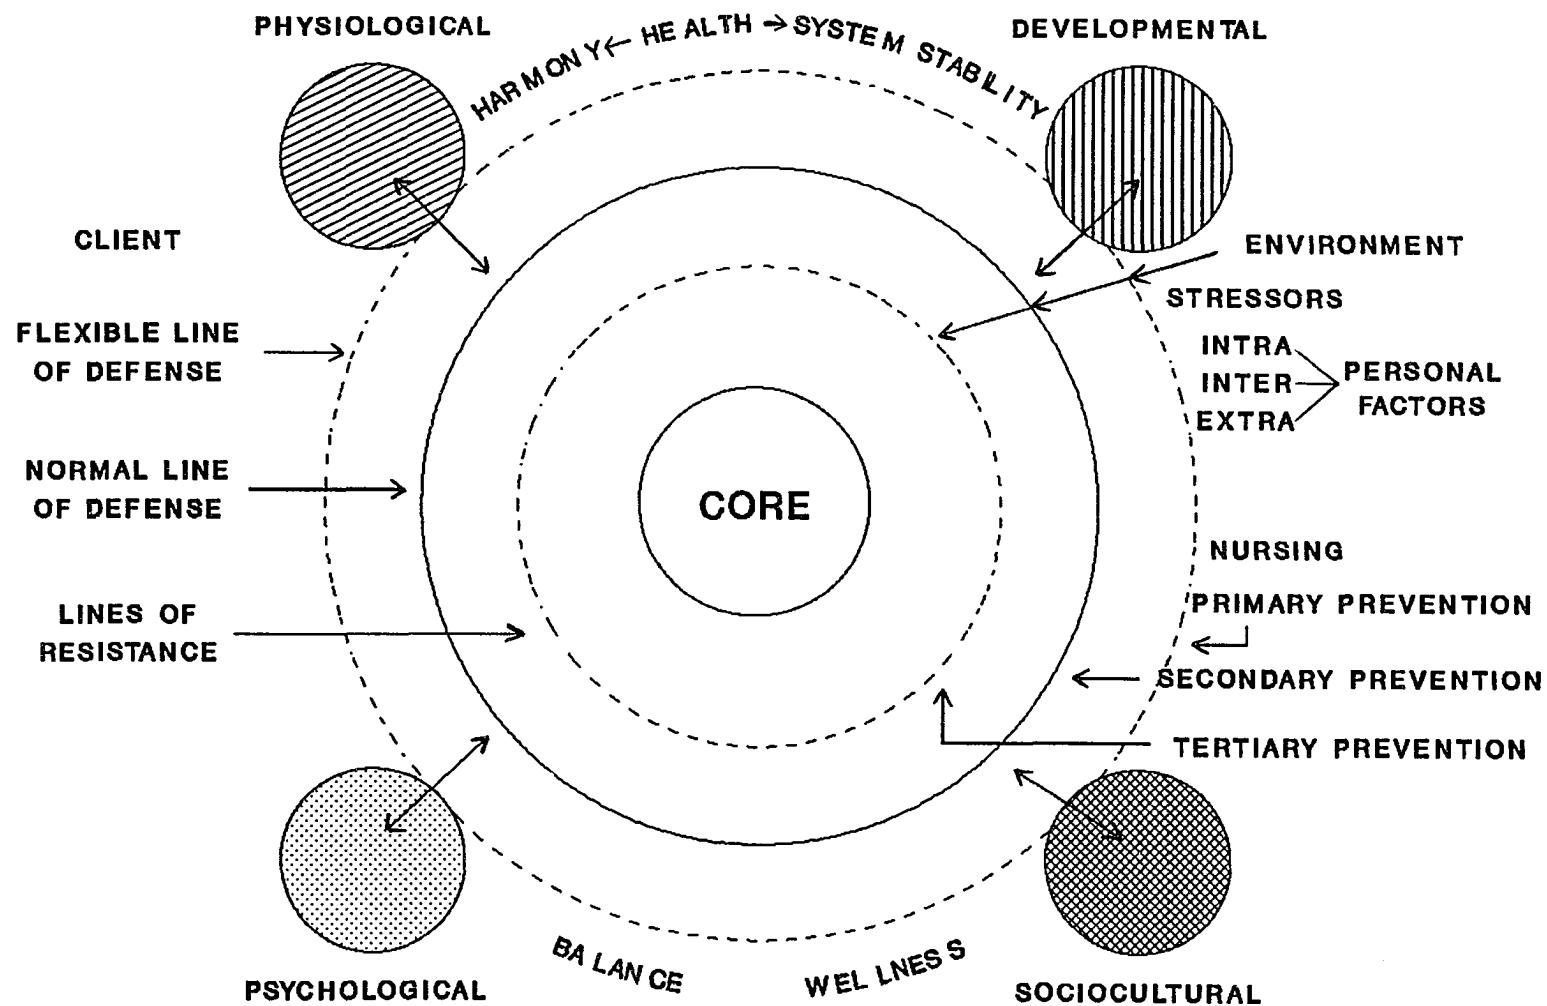 PHYSIOLOGICAL
HARMONY ← HEALTH → SYSTEM STABILITY
DEVELOPMENTAL
CLIENT
ENVIRONMENT
STRESSORS
FLEXIBLE LINE
OF DEFENSE
INTRA
INTER
EXTRA
PERSONAL
FACTORS
NORMAL LINE
OF DEFENSE
CORE
NURSING
LINES OF
RESISTANCE
PRIMARY PREVENTION
SECONDARY PREVENTION
TERTIARY PREVENTION
BALANCE
WELLNESS
PSYCHOLOGICAL
SOCIOCULTURAL